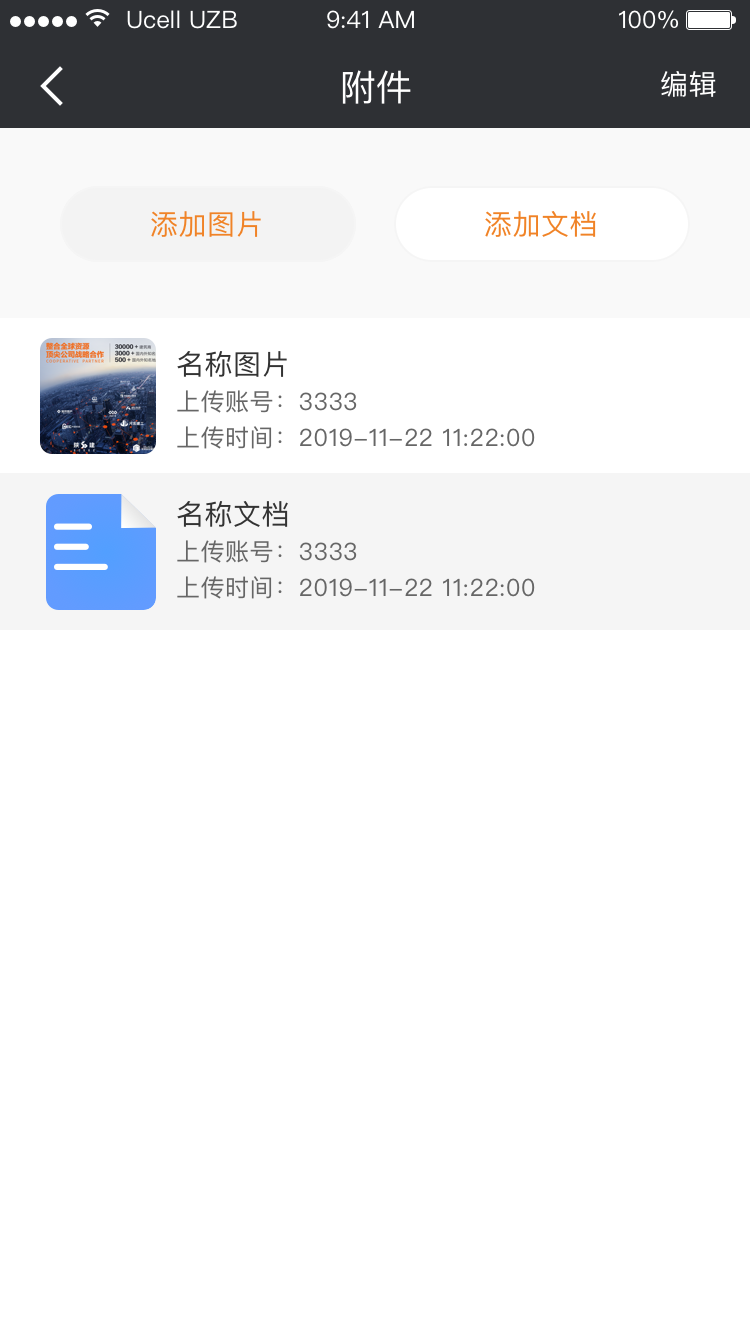 Ucell UZB 9:41 AM 100%
附件 编辑
添加图片 添加文档
整合全球资源
顶尖公司战略合作
COOPERATIVE PARTNER
30000 +
3000 +
500 +
名称图片
上传账号：3333
上传时间：2019-11-22 11:22:00
名称文档
上传账号：3333
上传时间：2019-11-22 11:22:00